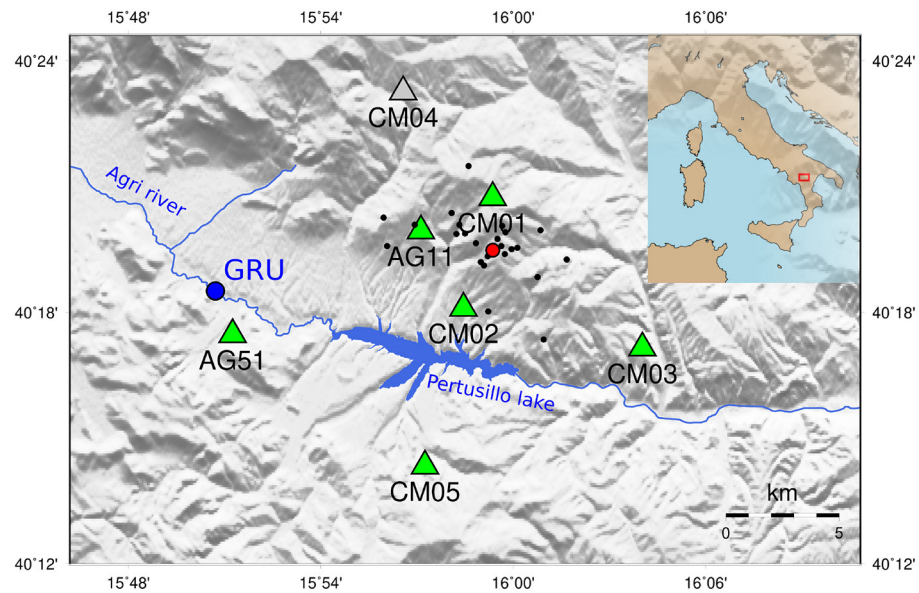 15°48' 15°54' 16°00' 16°06'
40°24' 40°24'
CM04
Agri river
CM01
AG11
GRU
40°18' 40°18'
CM02
AG51
CM03
Pertusillo lake
CM05
km
0 5
40°12' 40°12'
15°48' 15°54' 16°00' 16°06'